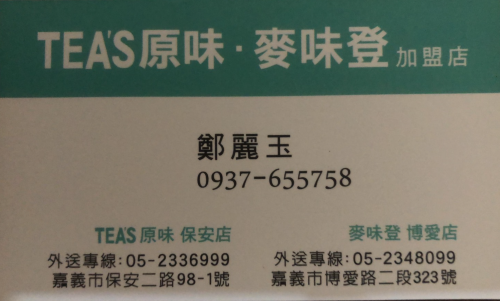 TEA'S原味·麥味登加盟店
鄭麗玉
0937-655758
TEA'S原味 保安店
外送專線:05-2336999
嘉義市保安二路98-1號
麥味登 博愛店
外送專線:05-2348099
嘉義市博愛路二段323號